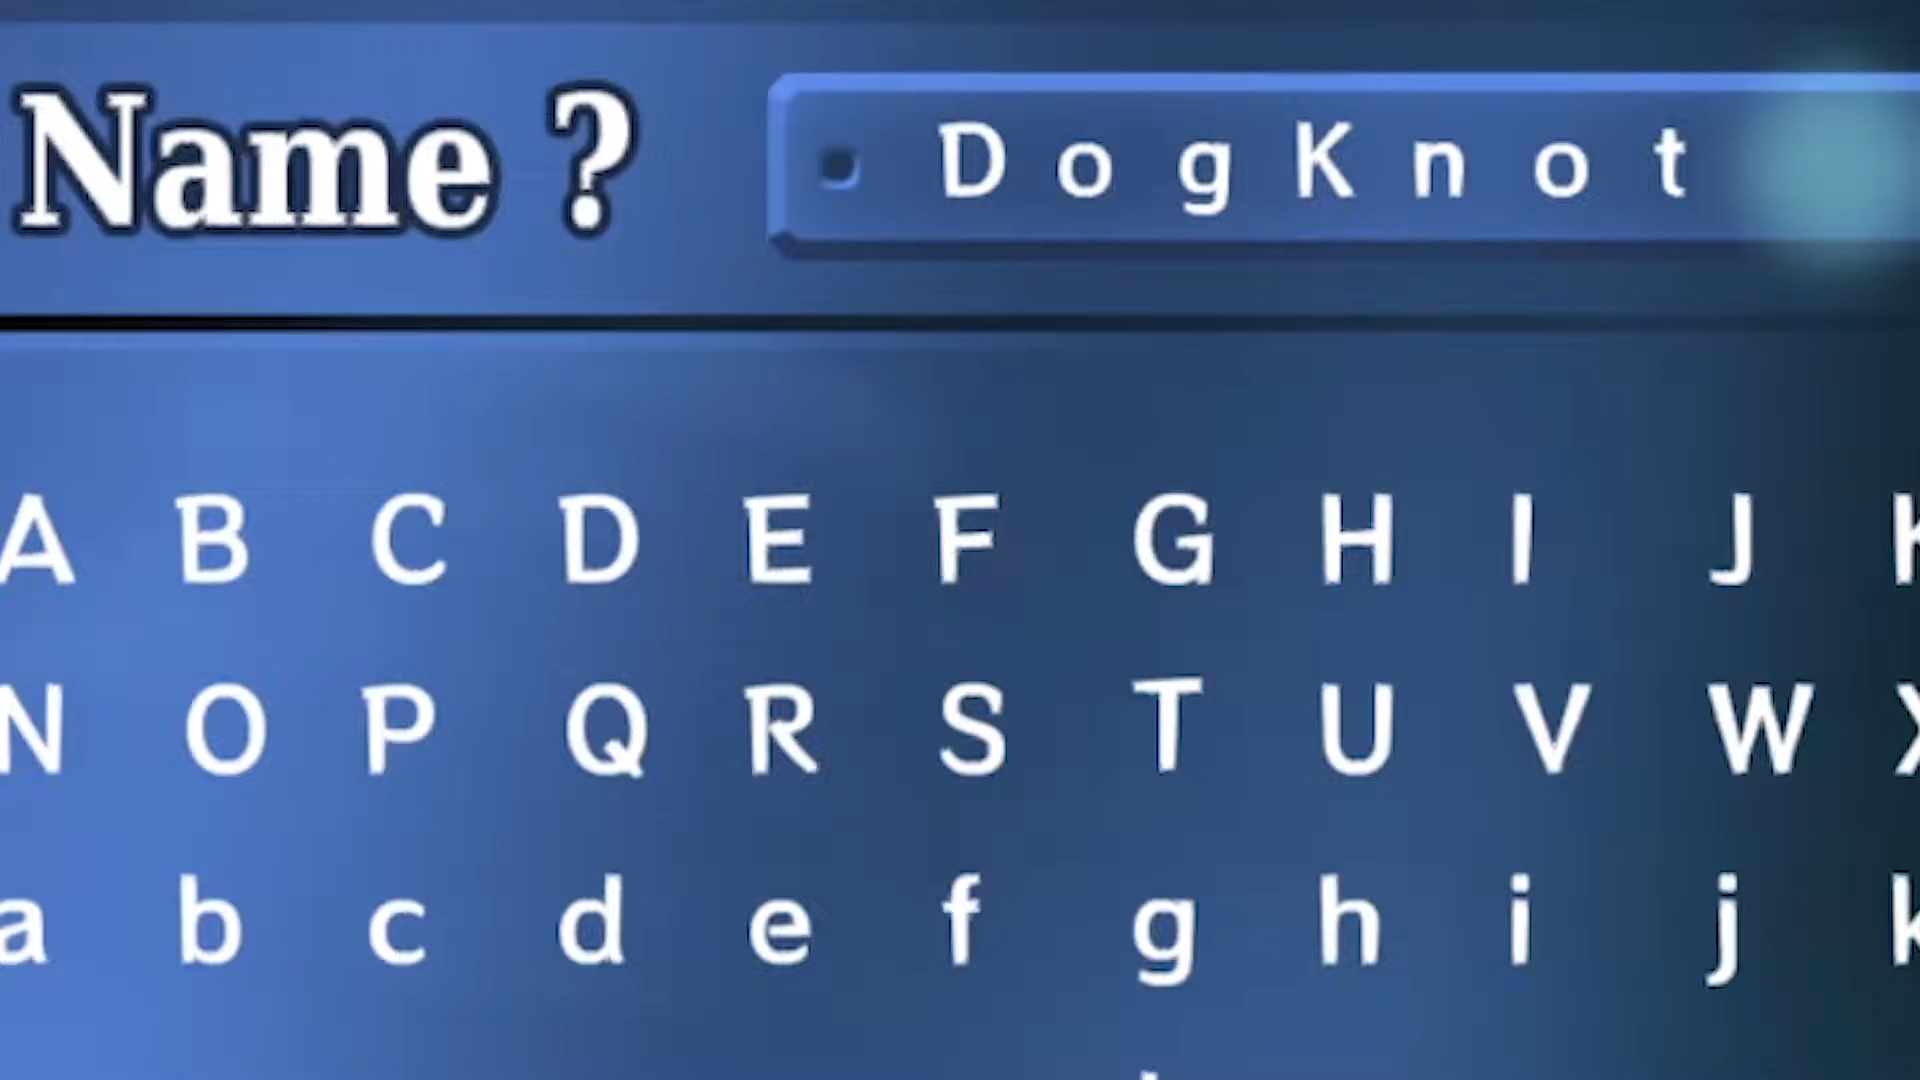 Name ? DogKnot
A B C D E F G H I J K
N O P Q R S T U V W X
a b c d e f g h i j k